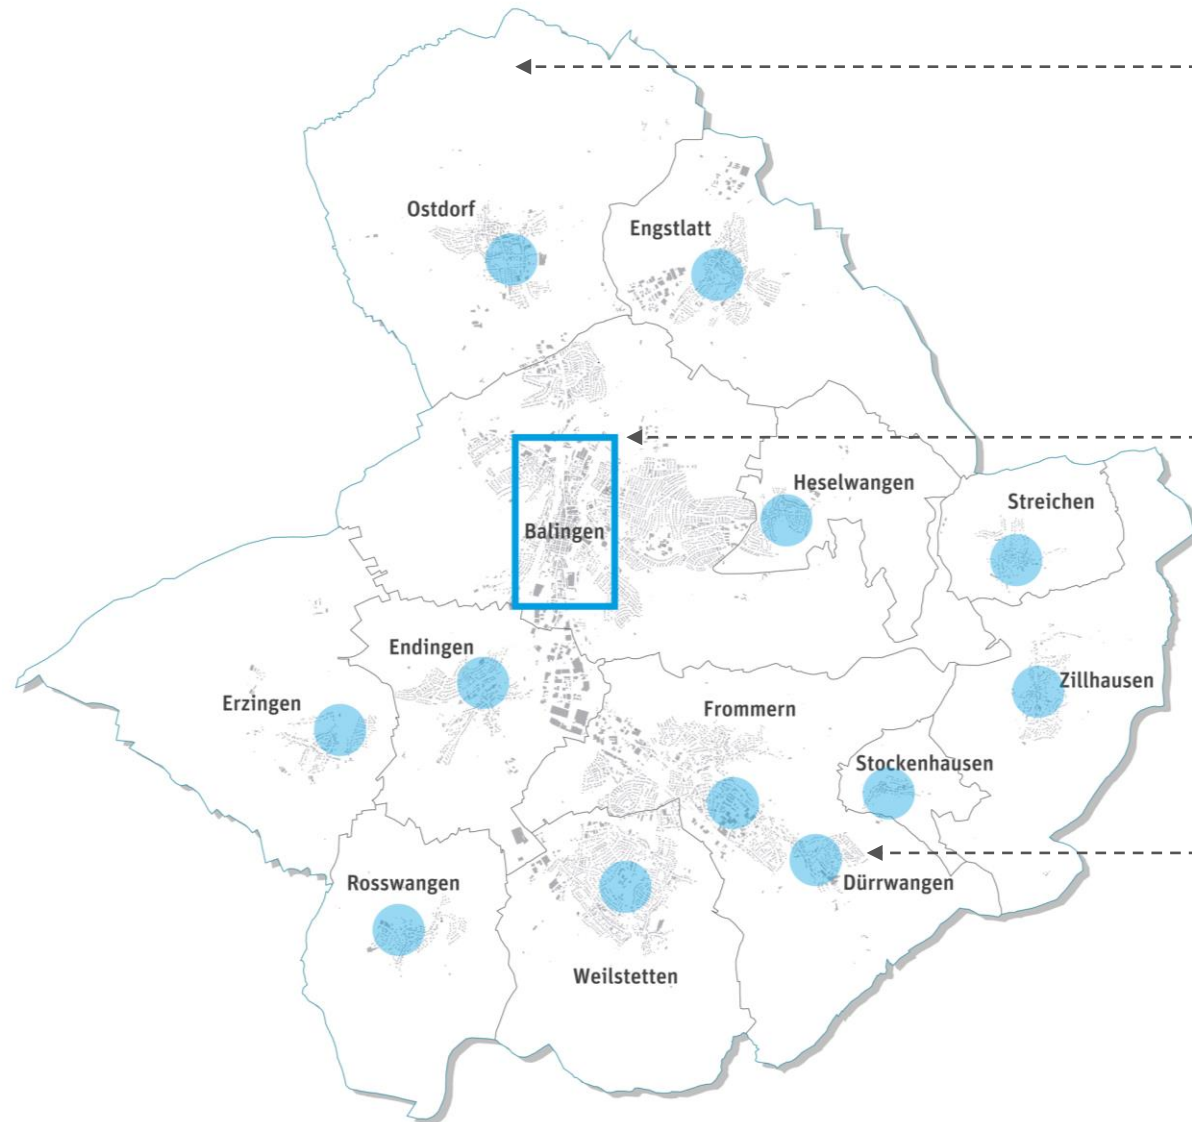 Ostdorf
Engstlatt
Heselwangen
Streichen
Balingen
Endingen
Zillhausen
Erzingen
Frommern
Stockenhausen
Rosswangen
Dürrwangen
Weilstetten